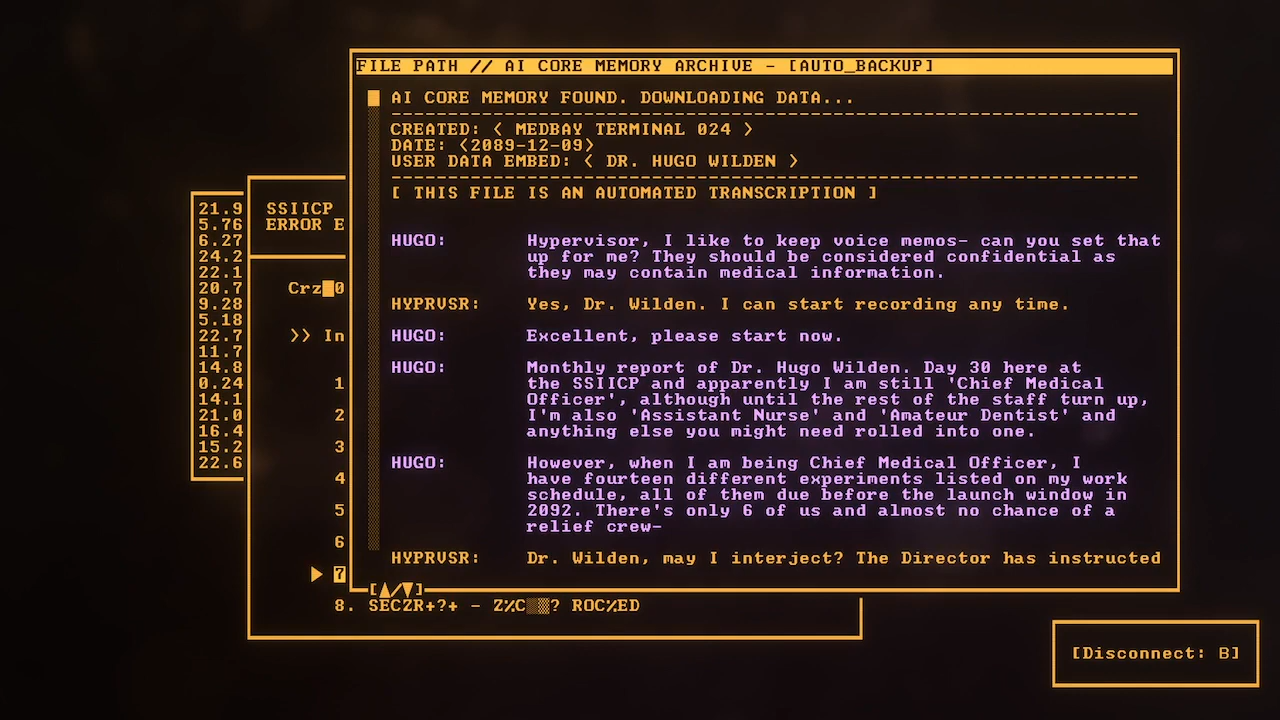 FILE PATH // AI CORE MEMORY ARCHIVE - [AUTO_BACKUP]
AI CORE MEMORY FOUND. DOWNLOADING DATA...
CREATED: < MEDBAY TERMINAL 024 >
DATE: <2089-12-09>
USER DATA EMBED: < DR. HUGO WILDEN >
[ THIS FILE IS AN AUTOMATED TRANSCRIPTION ]
HUGO: Hypervisor, I like to keep voice memos- can you set that
up for me? They should be considered confidential as
they may contain medical information.
HYPRVSR: Yes, Dr. Wilden. I can start recording any time.
HUGO: Excellent, please start now.
HUGO: Monthly report of Dr. Hugo Wilden. Day 30 here at
the SSIICP and apparently I am still 'Chief Medical
Officer', although until the rest of the staff turn up,
I'm also 'Assistant Nurse' and 'Amateur Dentist' and
anything else you might need rolled into one.
HUGO: However, when I am being Chief Medical Officer, I
have fourteen different experiments listed on my work
schedule, all of them due before the launch window in
2092. There's only 6 of us and almost no chance of a
relief crew-
HYPRVSR: Dr. Wilden, may I interject? The Director has instructed
[▲/▼]
21.9
5.76
6.27
24.2
22.1
20.7
9.28
5.18
22.7
11.7
14.8
0.24
14.1
21.0
16.4
15.2
22.6
SSIICP
ERROR E
Crz▓0
>> In
1
2
3
4
5
6
▶ 7
8. SECZR+?+ - Z%C▒▓? ROC%ED
[Disconnect: B]